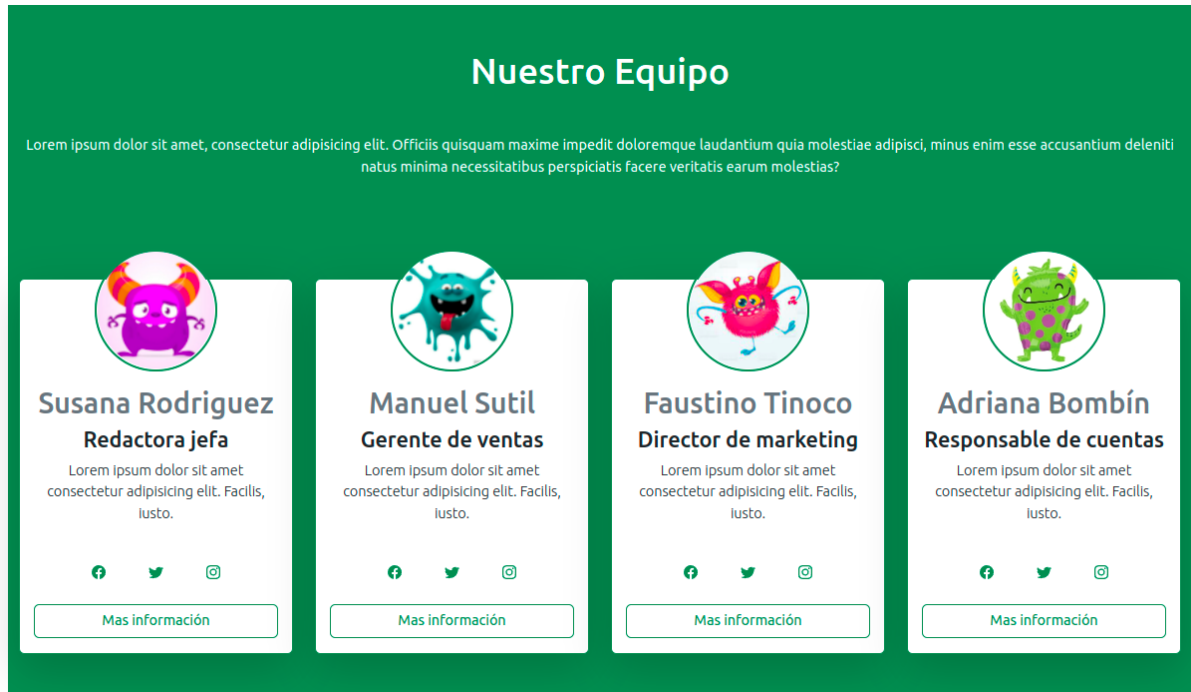 Nuestro Equipo
Lorem ipsum dolor sit amet, consectetur adipisicing elit. Officiis quisquam maxime impedit doloremque laudantium quia molestiae adipisci, minus enim esse accusantium deleniti
natus minima necessitatibus perspiciatis facere veritatis earum molestias?
Susana Rodriguez
Redactora jefa
Lorem ipsum dolor sit amet
consectetur adipisicing elit. Facilis,
iusto.
Mas información
Manuel Sutil
Gerente de ventas
Lorem ipsum dolor sit amet
consectetur adipisicing elit. Facilis,
iusto.
Mas información
Faustino Tinoco
Director de marketing
Lorem ipsum dolor sit amet
consectetur adipisicing elit. Facilis,
iusto.
Mas información
Adriana Bombín
Responsable de cuentas
Lorem ipsum dolor sit amet
consectetur adipisicing elit. Facilis,
iusto.
Mas información